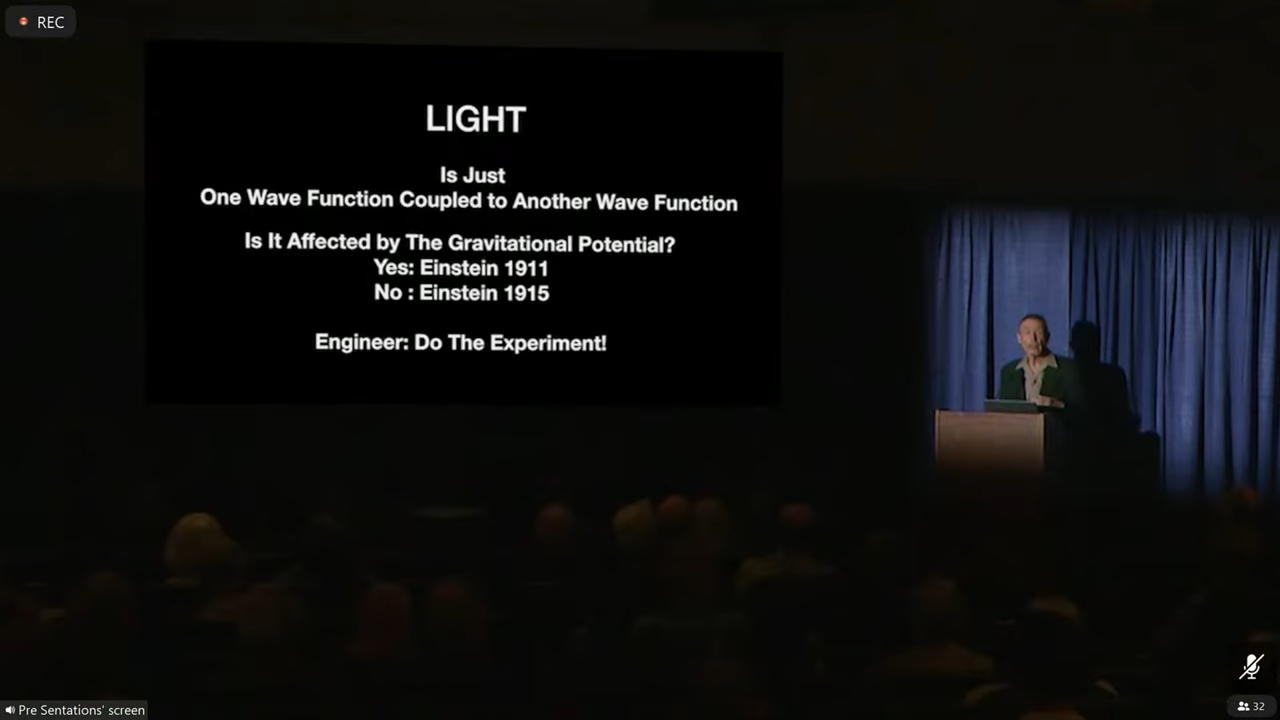 REC
LIGHT
Is Just
One Wave Function Coupled to Another Wave Function
Is It Affected by The Gravitational Potential?
Yes: Einstein 1911
No : Einstein 1915
Engineer: Do The Experiment!
Pre Sentations' screen
32